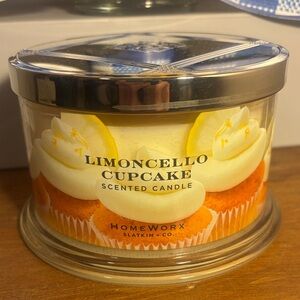 LIMONCELLO
CUPCAKE
SCENTED CANDLE
HOMEWORX
SLATKIN + CO.